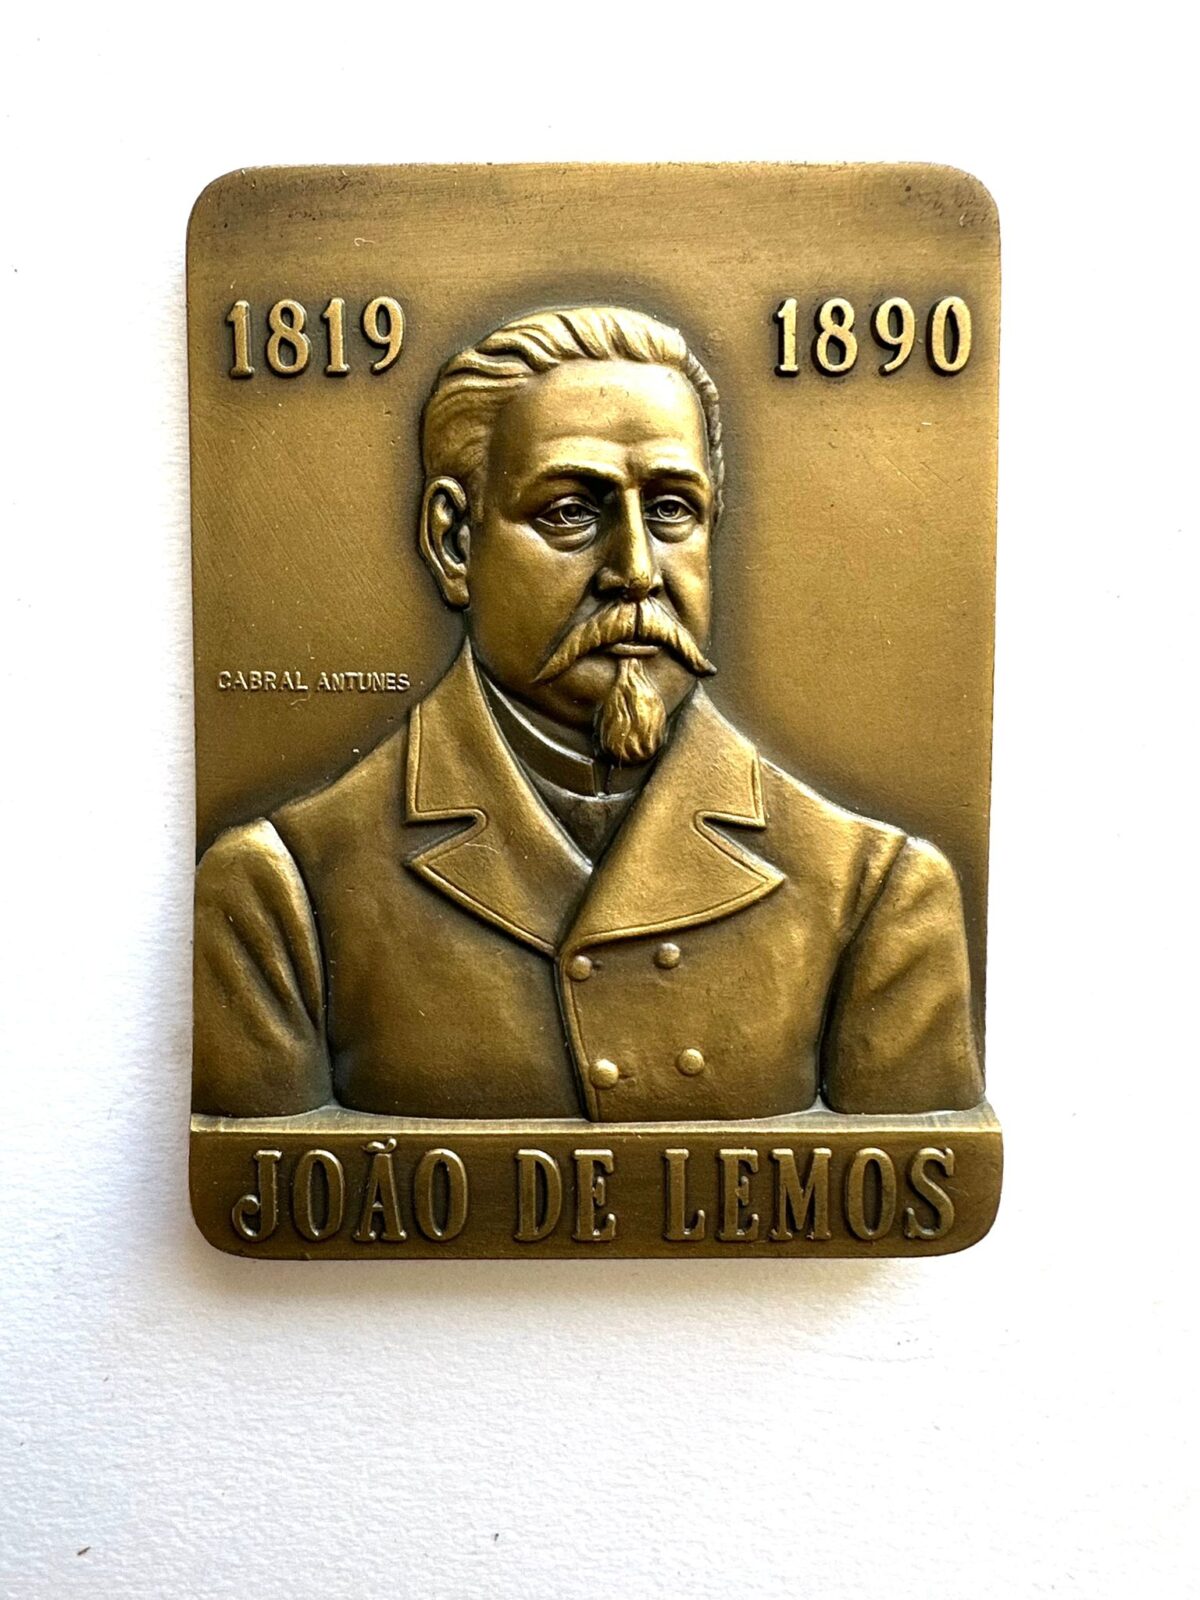 1819 1890
CABRAL ANTUNES
JOÃO DE LEMOS